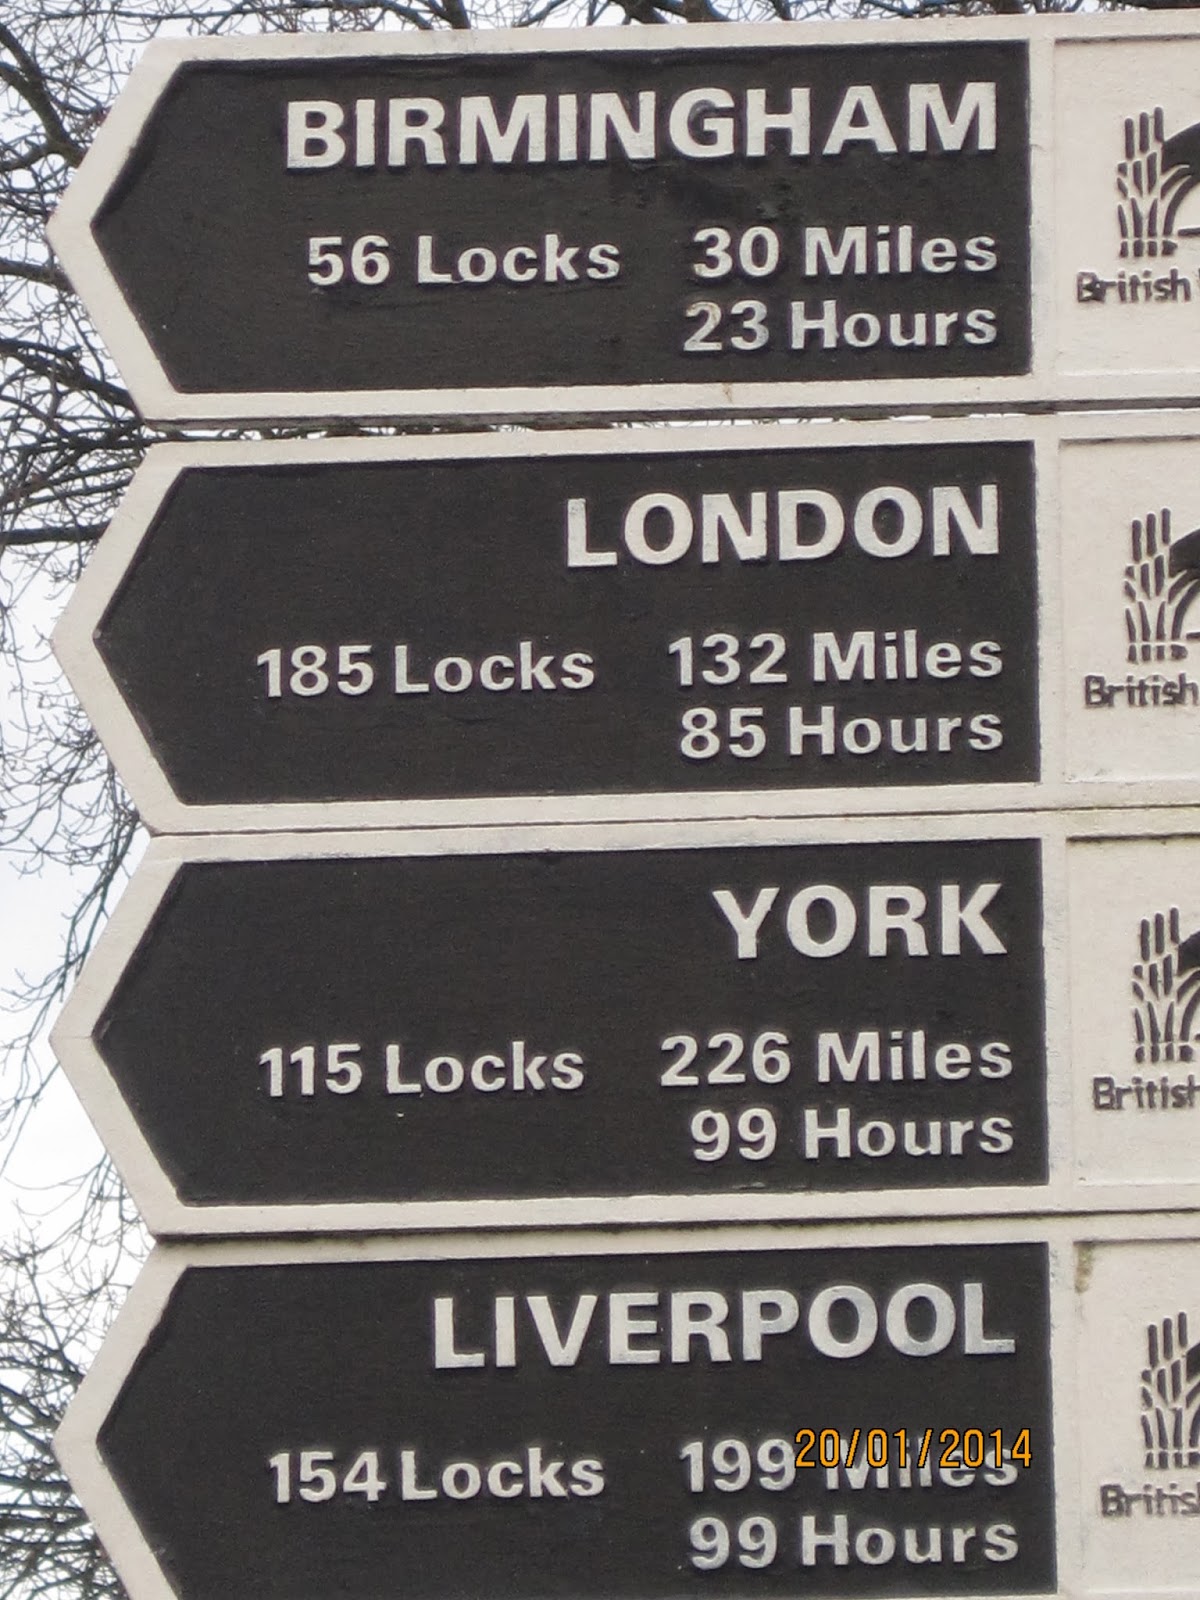 BIRMINGHAM
56 Locks 30 Miles
23 Hours
British
LONDON
185 Locks 132 Miles
85 Hours
British
YORK
115 Locks 226 Miles
99 Hours
British
LIVERPOOL
154 Locks 199 Miles
20/01/2014
99 Hours
British